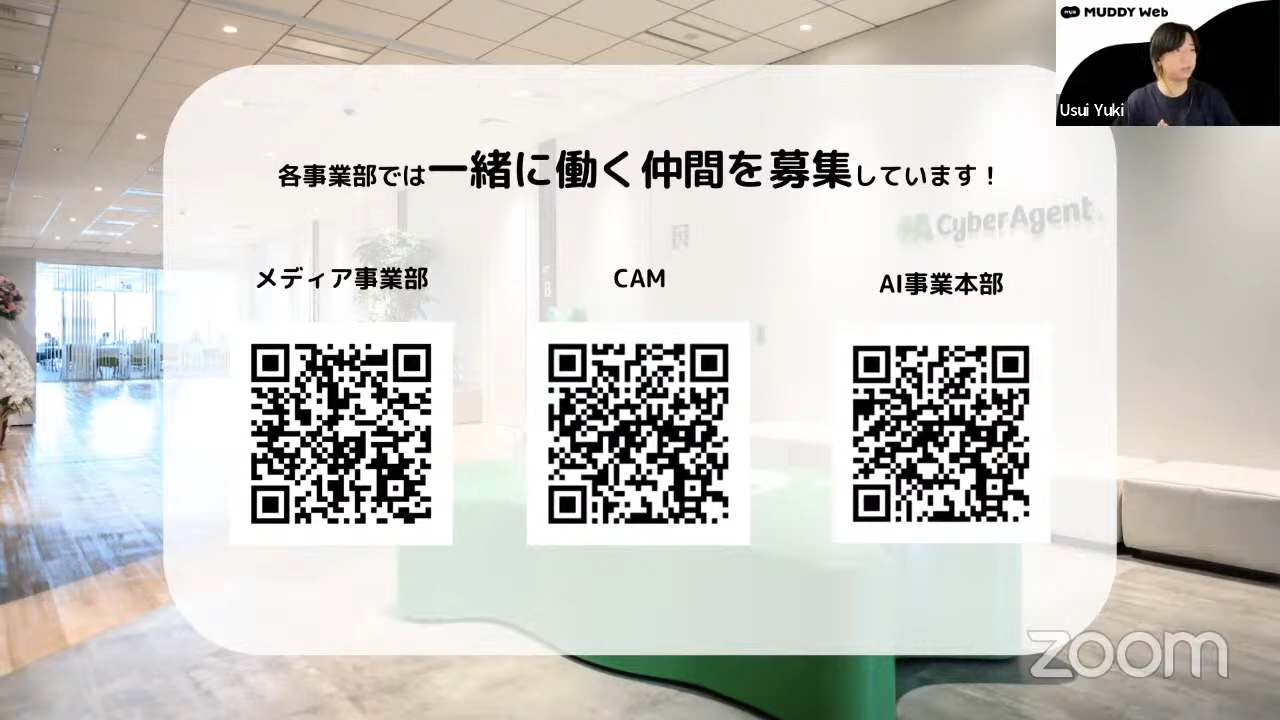 MUDDY Web
Usui Yuki
各事業部では一緒に働く仲間を募集しています!
CyberAgent
メディア事業部
CAM
AI事業本部
zoom